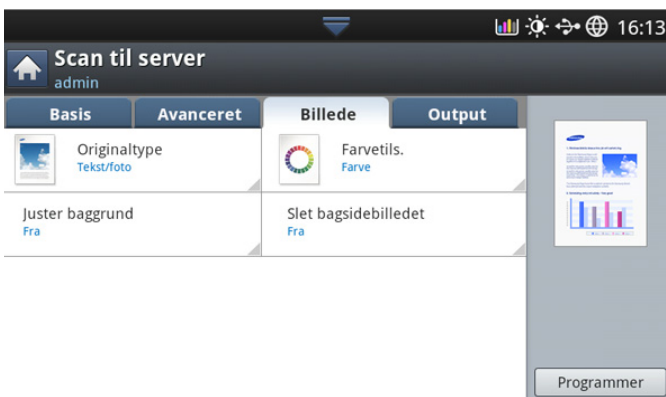 16:13
Scan til server
admin
Basis
Avanceret
Billede
Output
Originaltype
Tekst/foto
Farvetils.
Farve
Juster baggrund
Fra
Slet bagsidebilledet
Fra
Programmer